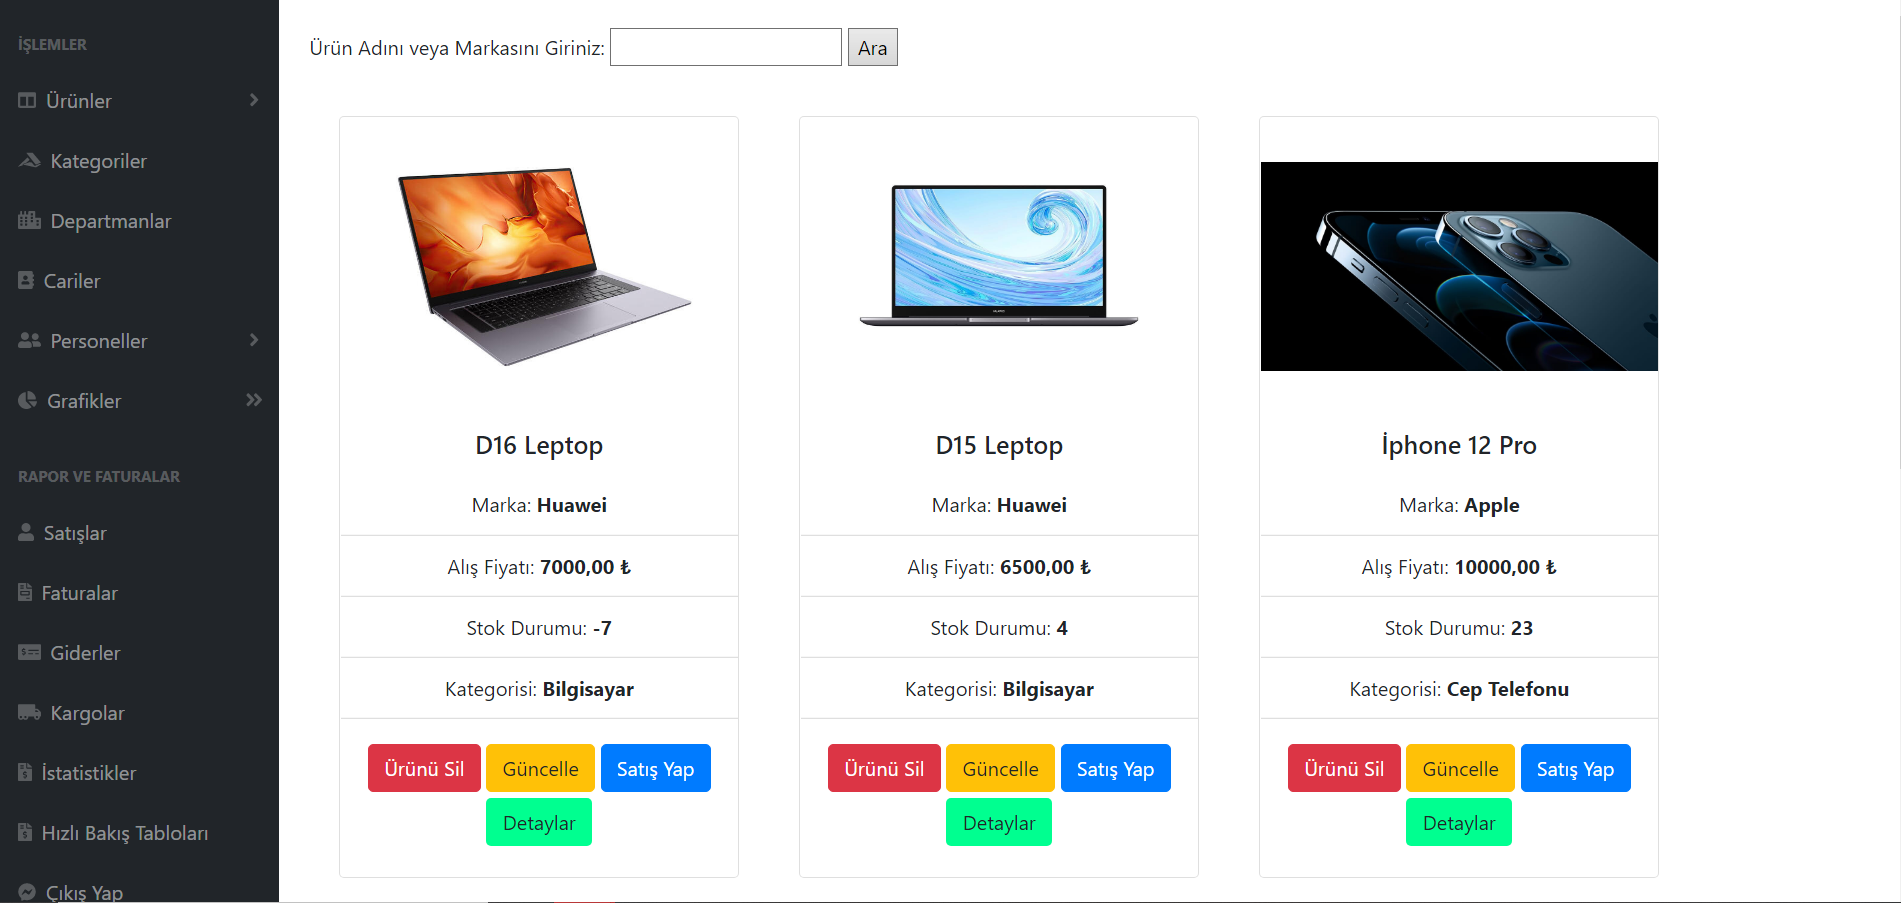 İŞLEMLER
Ürünler
Kategoriler
Departmanlar
Cariler
Personeller
Grafikler
RAPOR VE FATURALAR
Satışlar
Faturalar
Giderler
Kargolar
İstatistikler
Hızlı Bakış Tabloları
Çıkış Yap
Ürün Adını veya Markasını Giriniz: Ara
D16 Leptop
Marka: Huawei
Alış Fiyatı: 7000,00 ₺
Stok Durumu: -7
Kategorisi: Bilgisayar
Ürünü Sil Güncelle Satış Yap
Detaylar
D15 Leptop
Marka: Huawei
Alış Fiyatı: 6500,00 ₺
Stok Durumu: 4
Kategorisi: Bilgisayar
Ürünü Sil Güncelle Satış Yap
Detaylar
İphone 12 Pro
Marka: Apple
Alış Fiyatı: 10000,00 ₺
Stok Durumu: 23
Kategorisi: Cep Telefonu
Ürünü Sil Güncelle Satış Yap
Detaylar